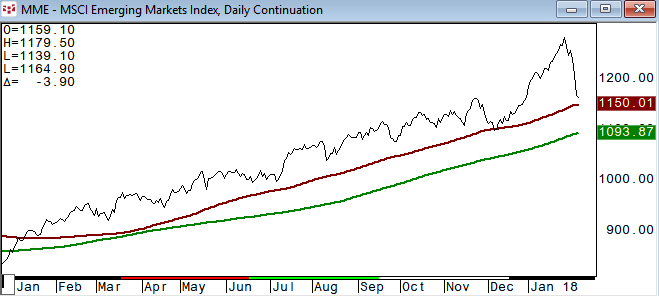 MME - MSCI Emerging Markets Index, Daily Continuation
O=1159.10
H=1179.50
L=1139.10
L=1164.90
Δ= -3.90
1200.00
1150.01
1093.87
1000.00
900.00
Jan Feb Mar Apr May Jun Jul Aug Sep Oct Nov Dec Jan 18